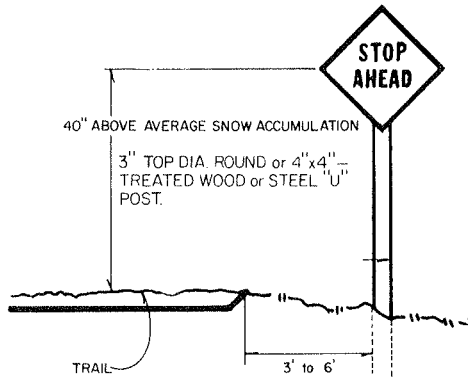 STOP
AHEAD
40" ABOVE AVERAGE SNOW ACCUMULATION
3" TOP DIA. ROUND or 4"x4"–
TREATED WOOD or STEEL "U"
POST.
TRAIL
3' to 6'